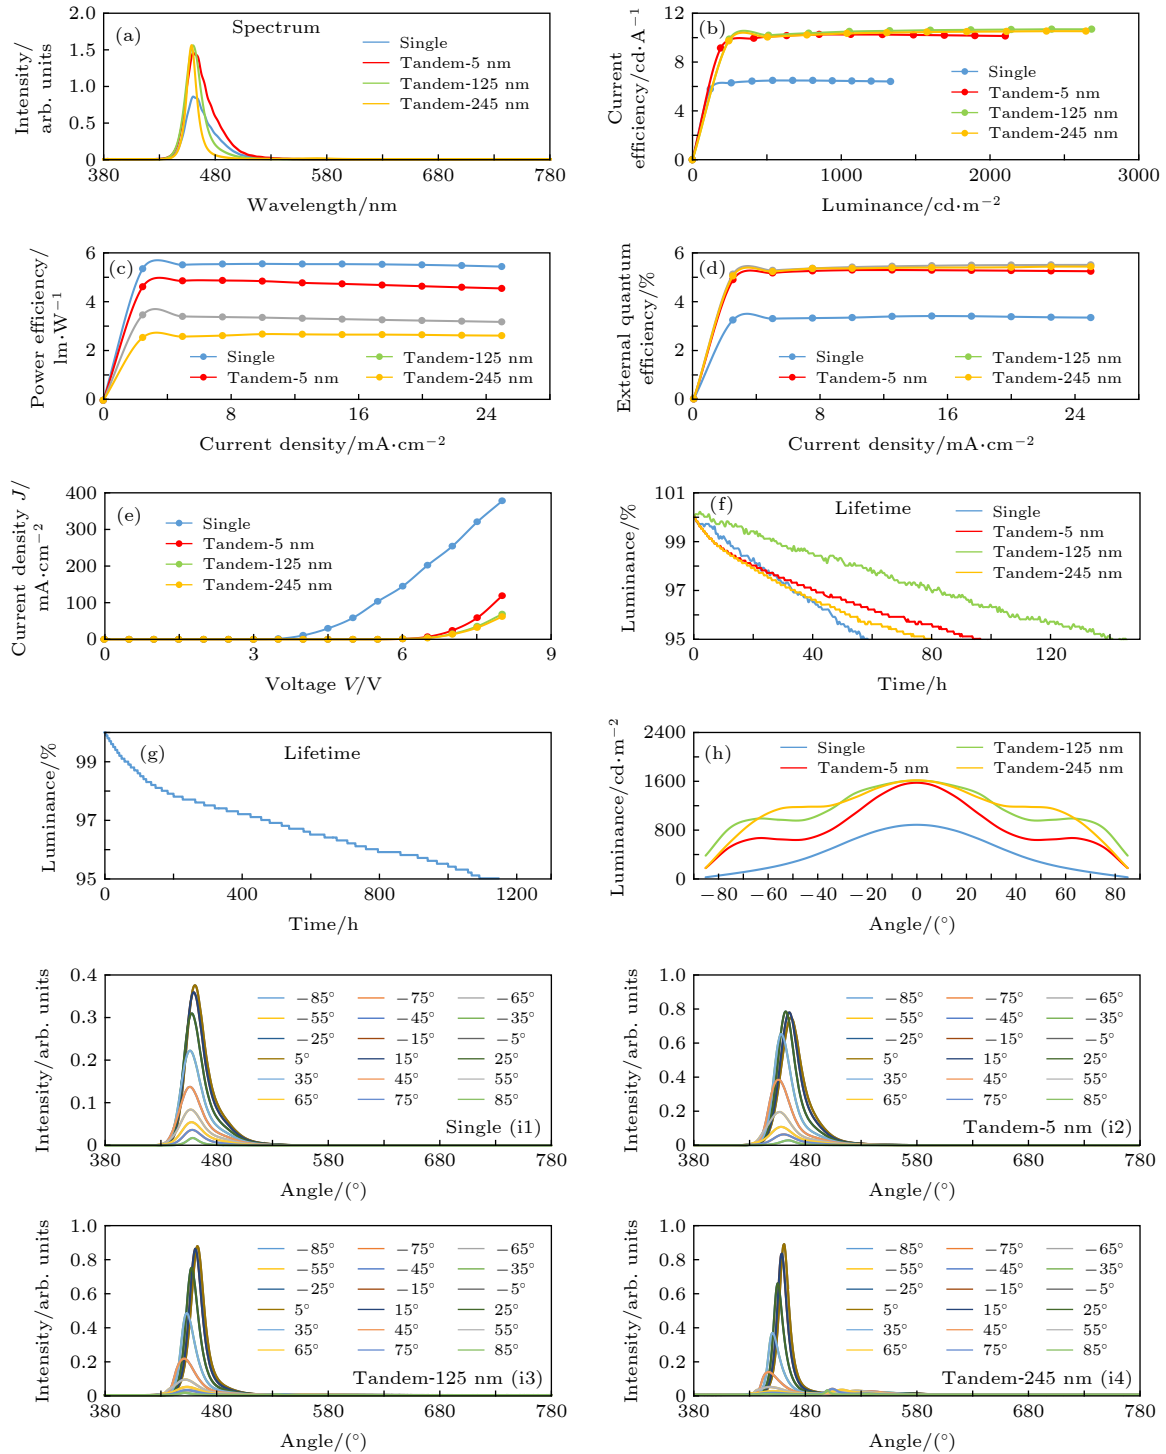 (a)
Spectrum
Intensity/
arb. units
2.0
1.5
1.0
0.5
0
Single
Tandem-5 nm
Tandem-125 nm
Tandem-245 nm
380 480 580 680 780
Wavelength/nm
(b)
Current
efficiency/cd·A⁻¹
12
10
8
6
4
2
0
Single
Tandem-5 nm
Tandem-125 nm
Tandem-245 nm
0 1000 2000 3000
Luminance/cd·m⁻²
(c)
Power efficiency/
lm·W⁻¹
6
4
2
0
Single Tandem-125 nm
Tandem-5 nm Tandem-245 nm
0 8 16 24
Current density/mA·cm⁻²
(d)
External quantum
efficiency/%
6
4
2
0
Single Tandem-125 nm
Tandem-5 nm Tandem-245 nm
0 8 16 24
Current density/mA·cm⁻²
(e)
Current density J/
mA·cm⁻²
400
300
200
100
0
Single
Tandem-5 nm
Tandem-125 nm
Tandem-245 nm
0 3 6 9
Voltage V/V
(f)
Lifetime
Luminance/%
101
99
97
95
Single
Tandem-5 nm
Tandem-125 nm
Tandem-245 nm
0 40 80 120
Time/h
(g)
Lifetime
Luminance/%
99
97
95
0 400 800 1200
Time/h
(h)
Luminance/cd·m⁻²
2400
1600
800
0
Single Tandem-125 nm
Tandem-5 nm Tandem-245 nm
−80 −60 −40 −20 0 20 40 60 80
Angle/(°)
Intensity/arb. units
0.4
0.3
0.2
0.1
0
−85° −75° −65°
−55° −45° −35°
−25° −15° −5°
5° 15° 25°
35° 45° 55°
65° 75° 85°
Single (i1)
380 480 580 680 780
Angle/(°)
Intensity/arb. units
1.0
0.8
0.6
0.4
0.2
0
−85° −75° −65°
−55° −45° −35°
−25° −15° −5°
5° 15° 25°
35° 45° 55°
65° 75° 85°
Tandem-5 nm (i2)
380 480 580 680 780
Angle/(°)
Intensity/arb. units
1.0
0.8
0.6
0.4
0.2
0
−85° −75° −65°
−55° −45° −35°
−25° −15° −5°
5° 15° 25°
35° 45° 55°
65° 75° 85°
Tandem-125 nm (i3)
380 480 580 680 780
Angle/(°)
Intensity/arb. units
1.0
0.8
0.6
0.4
0.2
0
−85° −75° −65°
−55° −45° −35°
−25° −15° −5°
5° 15° 25°
35° 45° 55°
65° 75° 85°
Tandem-245 nm (i4)
380 480 580 680 780
Angle/(°)